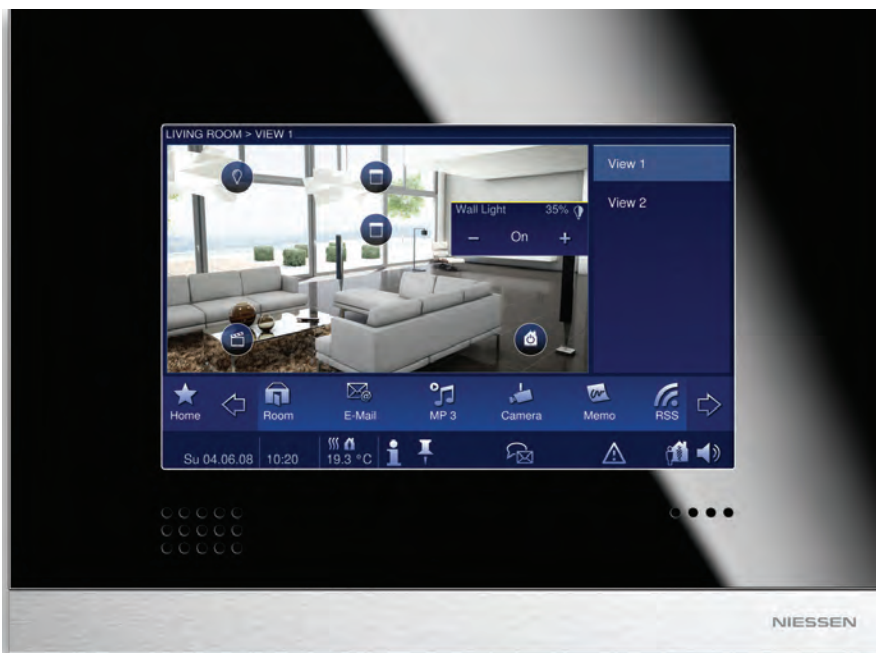 LIVING ROOM > VIEW 1
View 1
View 2
Wall Light 35%
– On +
Home
Room
E-Mail
MP 3
Camera
Memo
RSS
Su 04.06.08 10:20 19.3 °C
NIESSEN